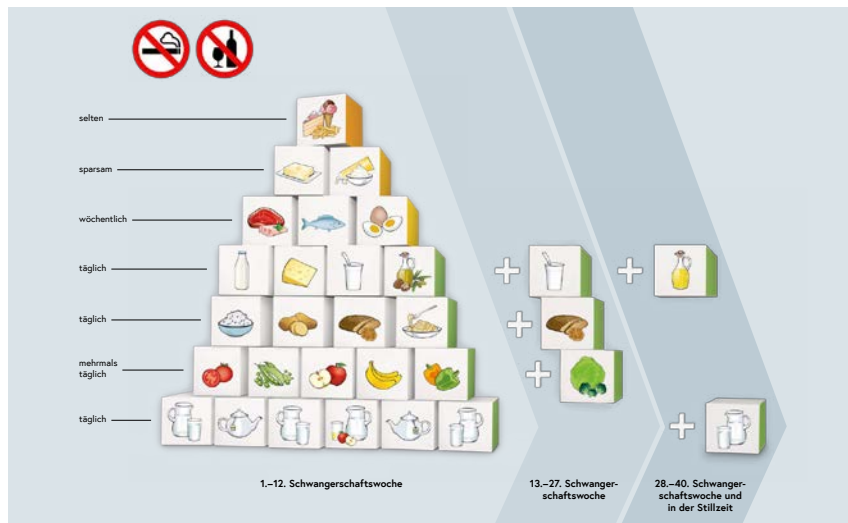 selten
sparsam
wöchentlich
täglich
täglich
mehrmals
täglich
täglich
1.–12. Schwangerschaftswoche
13.–27. Schwanger-
schaftswoche
28.–40. Schwanger-
schaftswoche und
in der Stillzeit